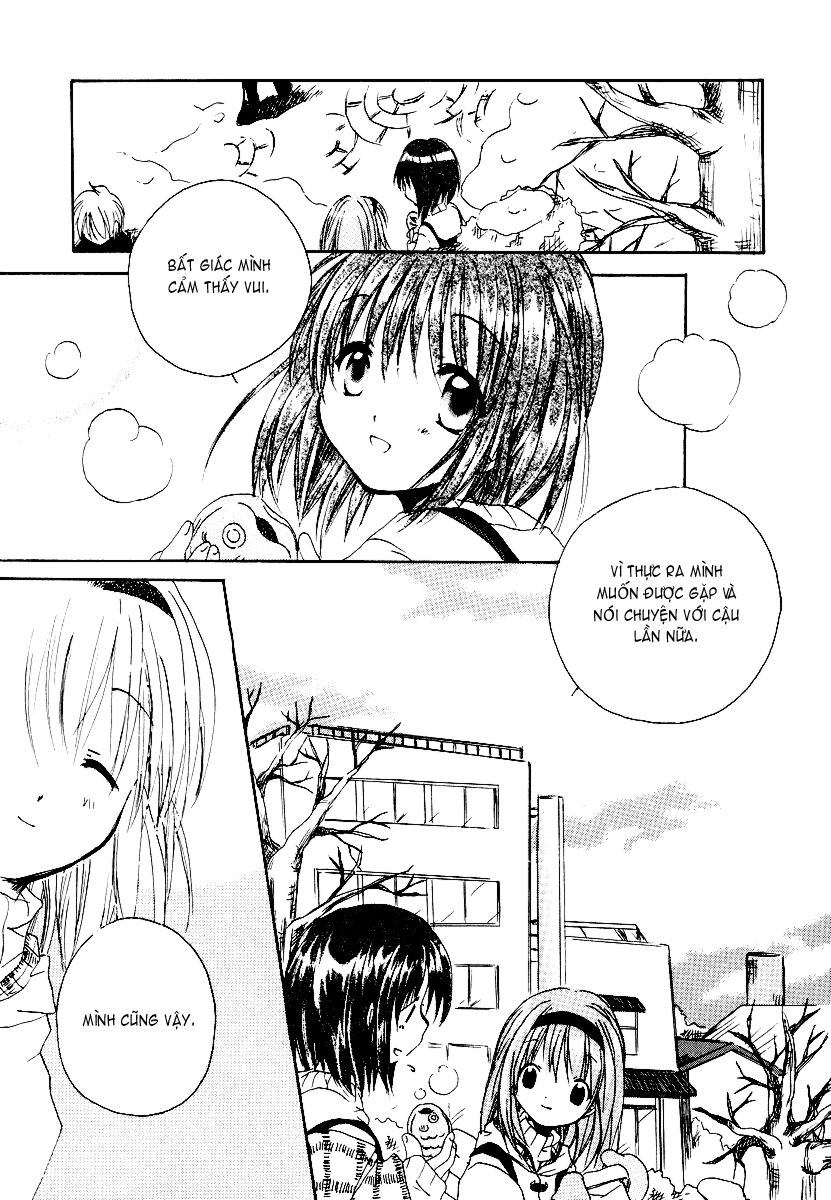 BẤT GIÁC MÌNH
CẢM THẤY VUI.
VÌ THỰC RA MÌNH
MUỐN ĐƯỢC GẶP VÀ
NÓI CHUYỆN VỚI CẬU
LẦN NỮA.
MÌNH CŨNG VẬY.